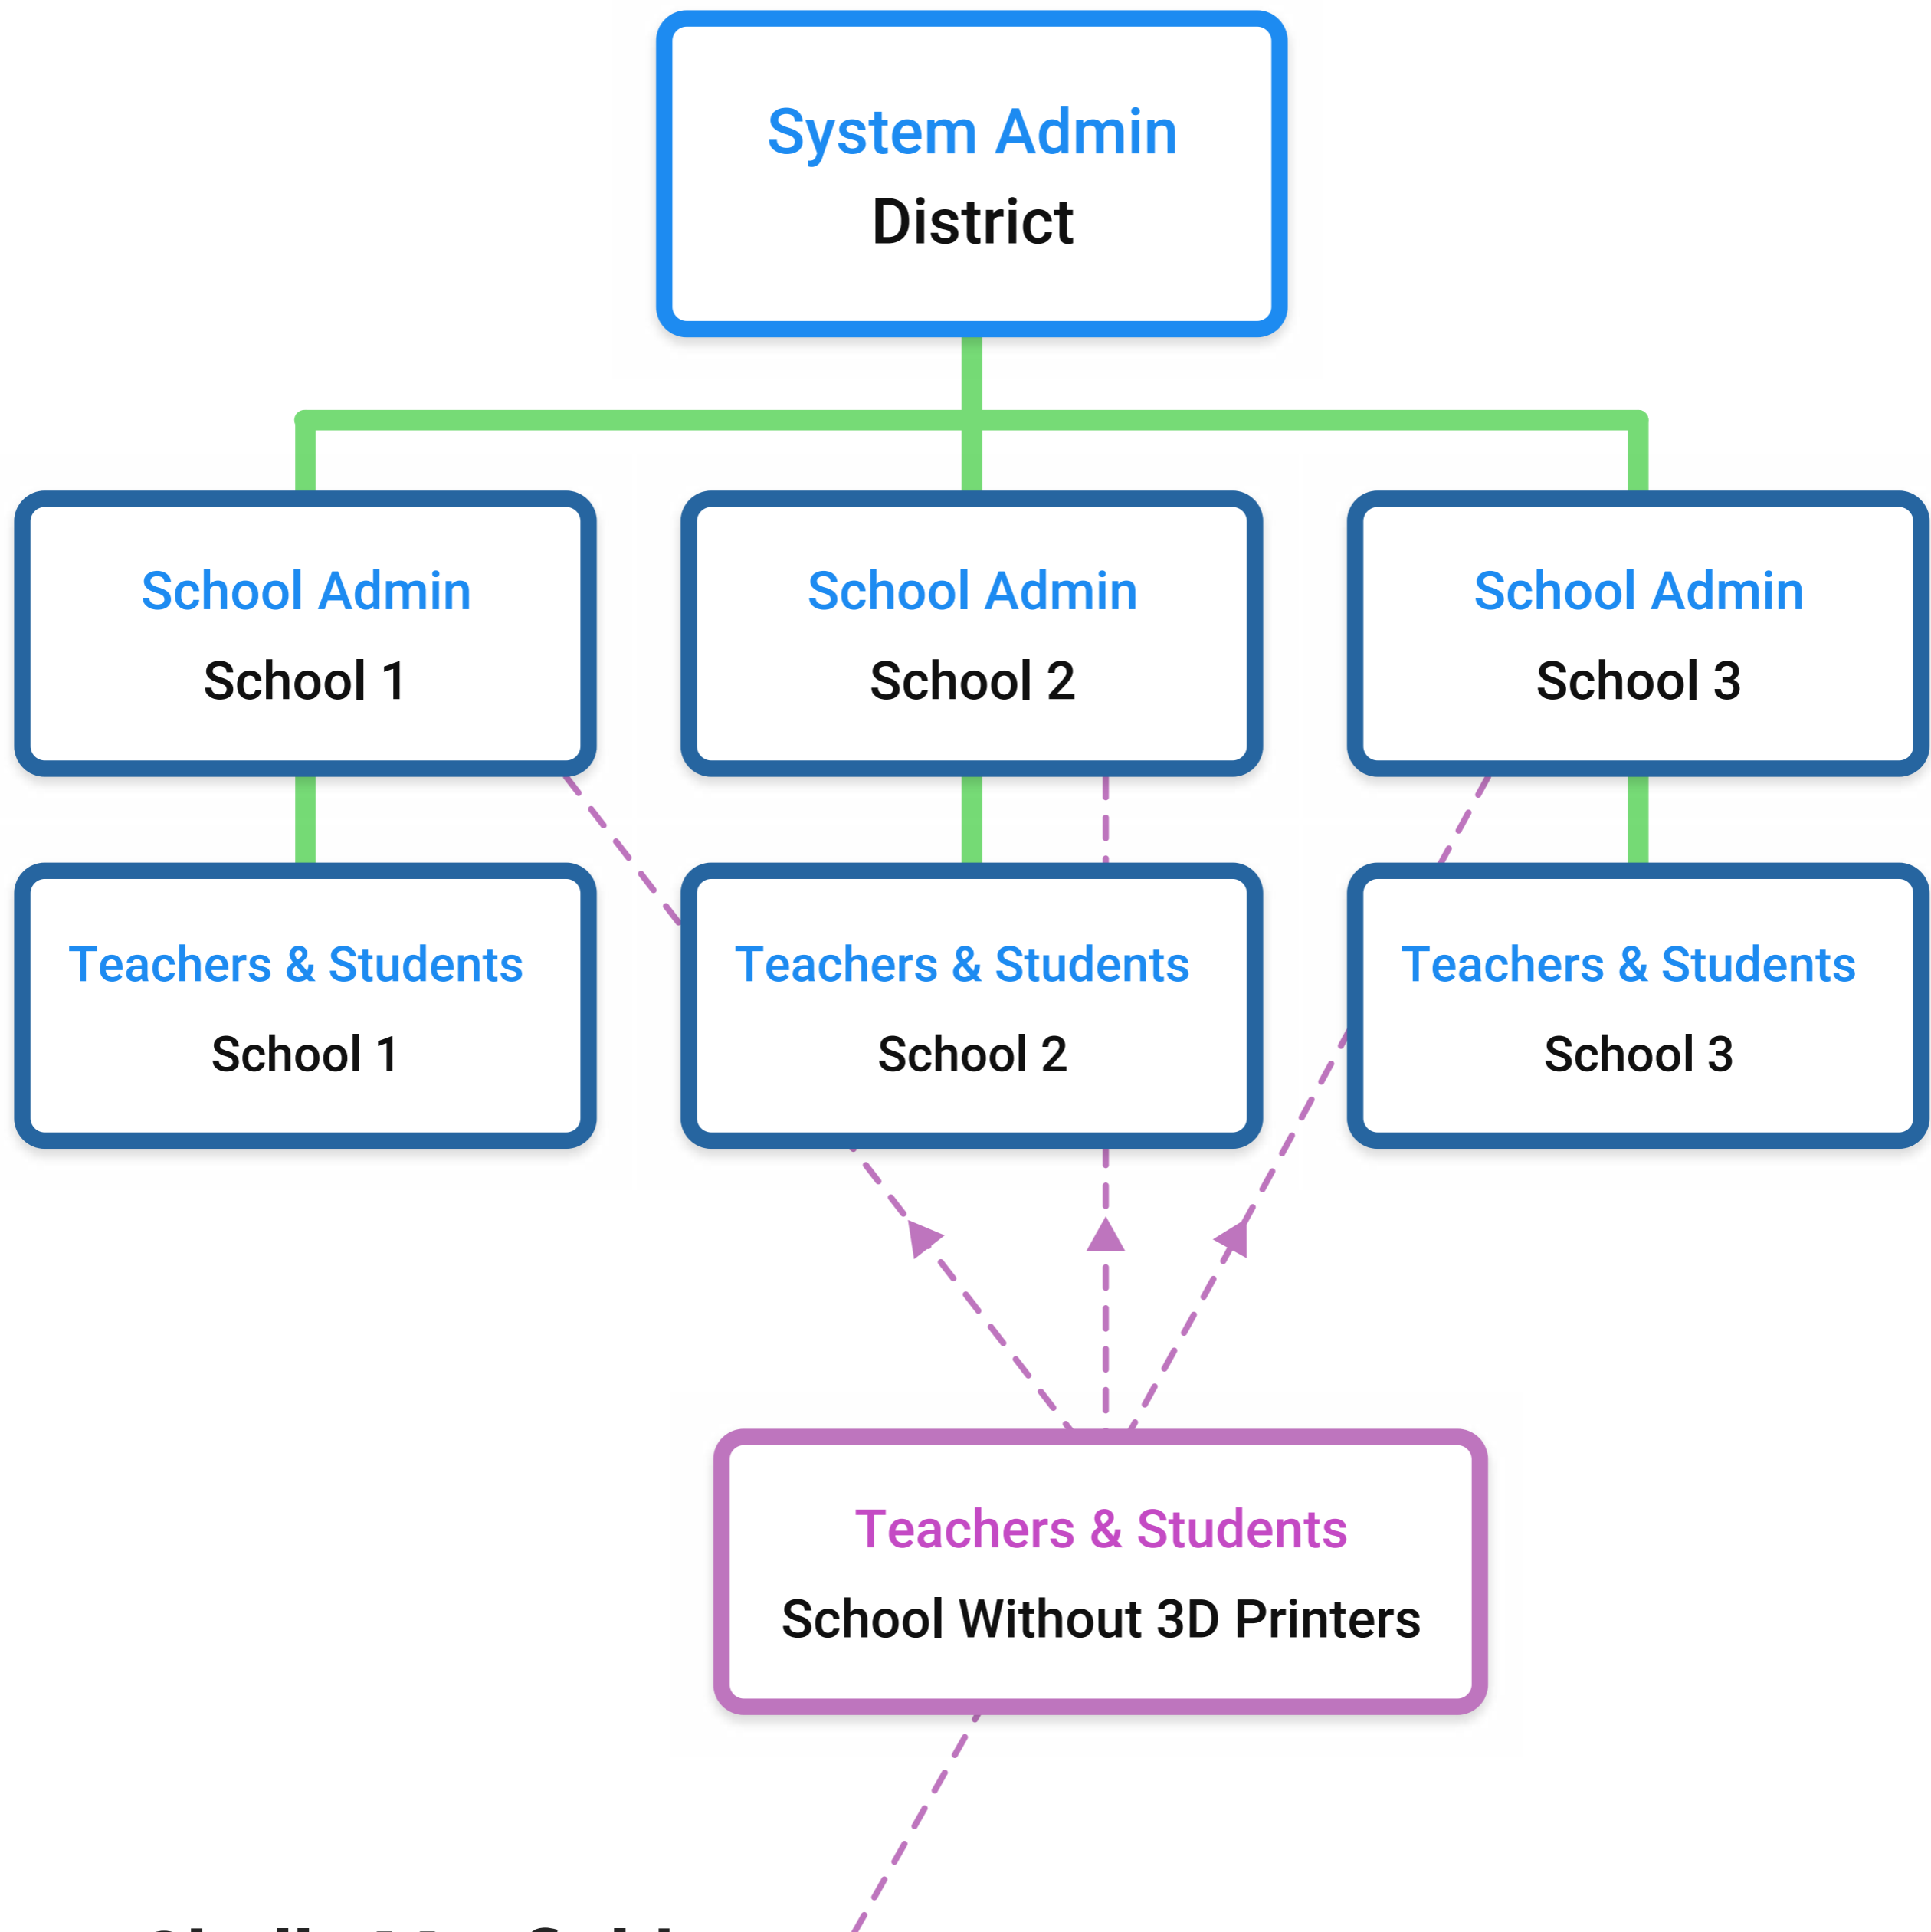 System Admin
District
School Admin
School 1
School Admin
School 2
School Admin
School 3
Teachers & Students
School 1
Teachers & Students
School 2
Teachers & Students
School 3
Teachers & Students
School Without 3D Printers